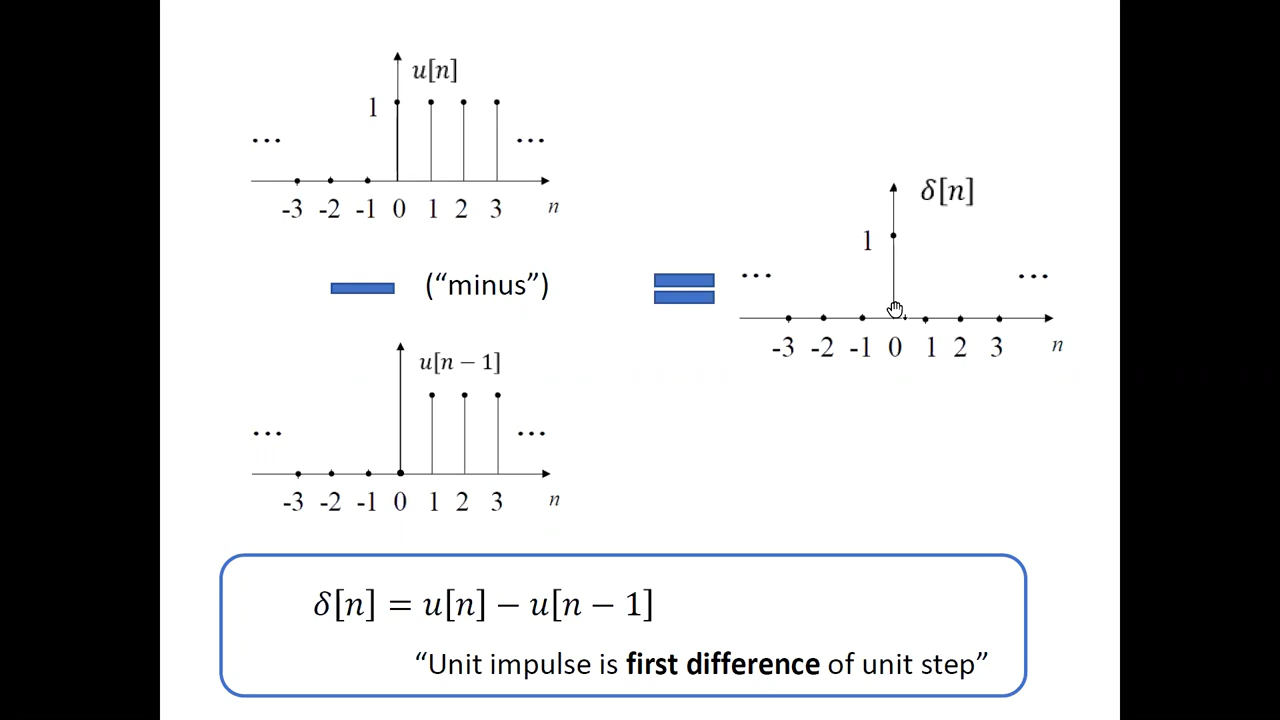 u[n]
1
... ...
-3 -2 -1 0 1 2 3 n
(“minus”)
δ[n]
1
... ...
-3 -2 -1 0 1 2 3 n
u[n − 1]
... ...
-3 -2 -1 0 1 2 3 n
δ[n] = u[n] − u[n − 1]
“Unit impulse is first difference of unit step”